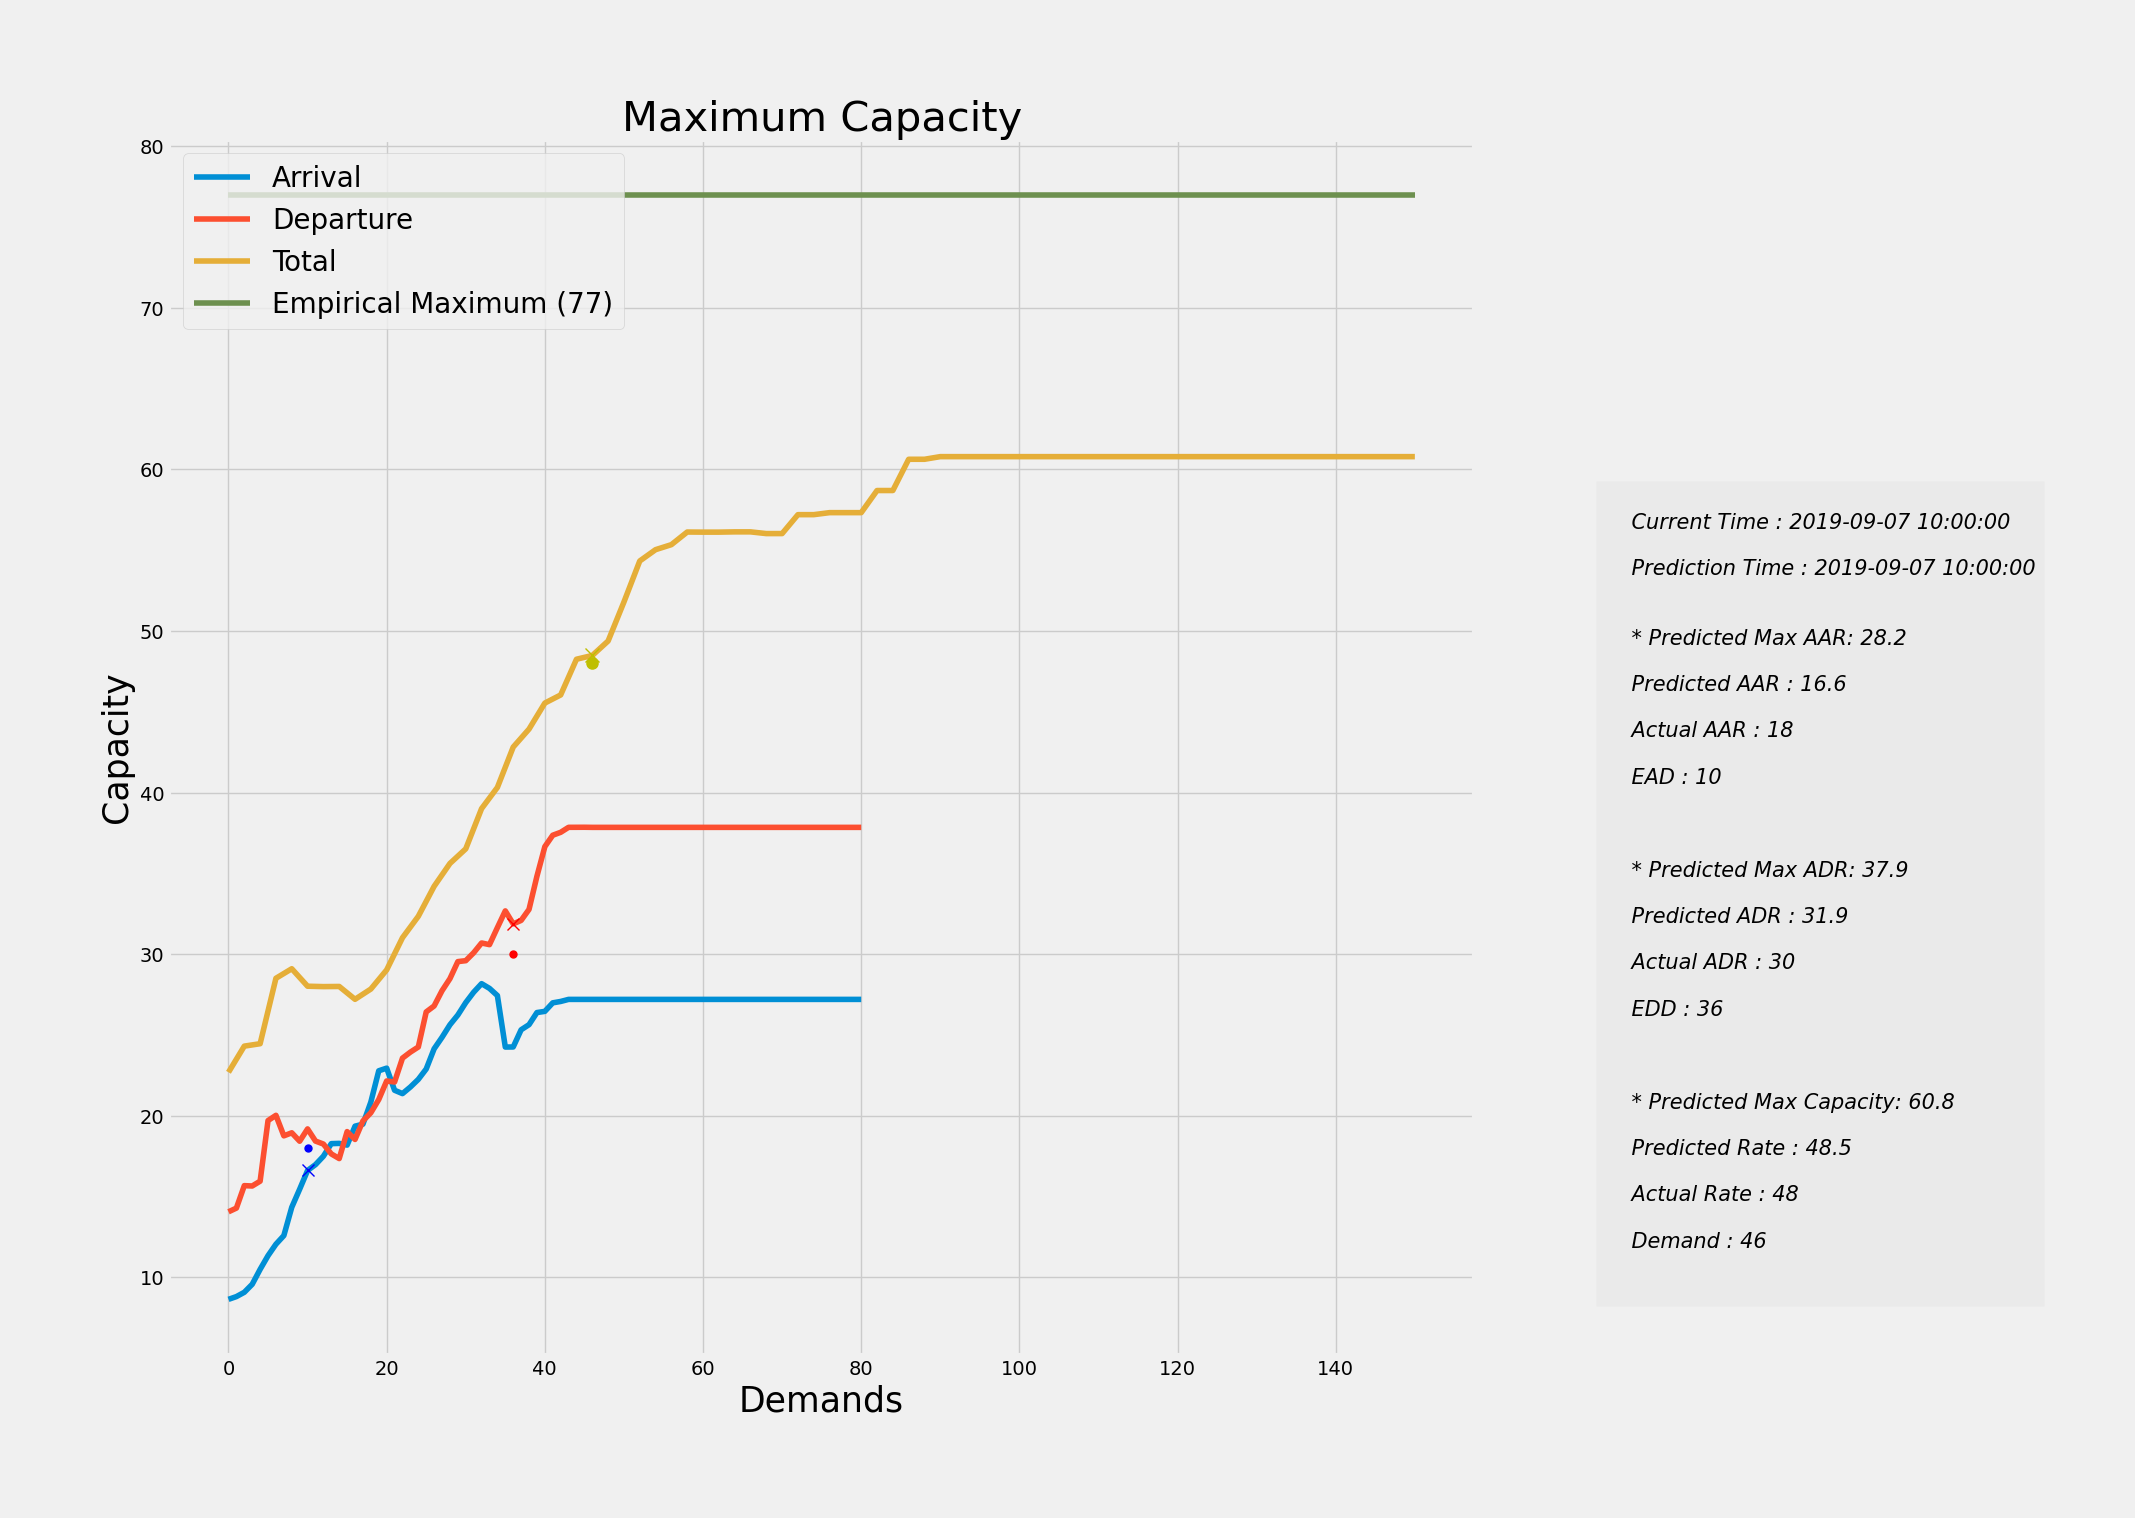 Maximum Capacity
80
70
60
50
40
30
20
10
Capacity
Arrival
Departure
Total
Empirical Maximum (77)
0 20 40 60 80 100 120 140
Demands
Current Time : 2019-09-07 10:00:00
Prediction Time : 2019-09-07 10:00:00
* Predicted Max AAR: 28.2
Predicted AAR : 16.6
Actual AAR : 18
EAD : 10
* Predicted Max ADR: 37.9
Predicted ADR : 31.9
Actual ADR : 30
EDD : 36
* Predicted Max Capacity: 60.8
Predicted Rate : 48.5
Actual Rate : 48
Demand : 46